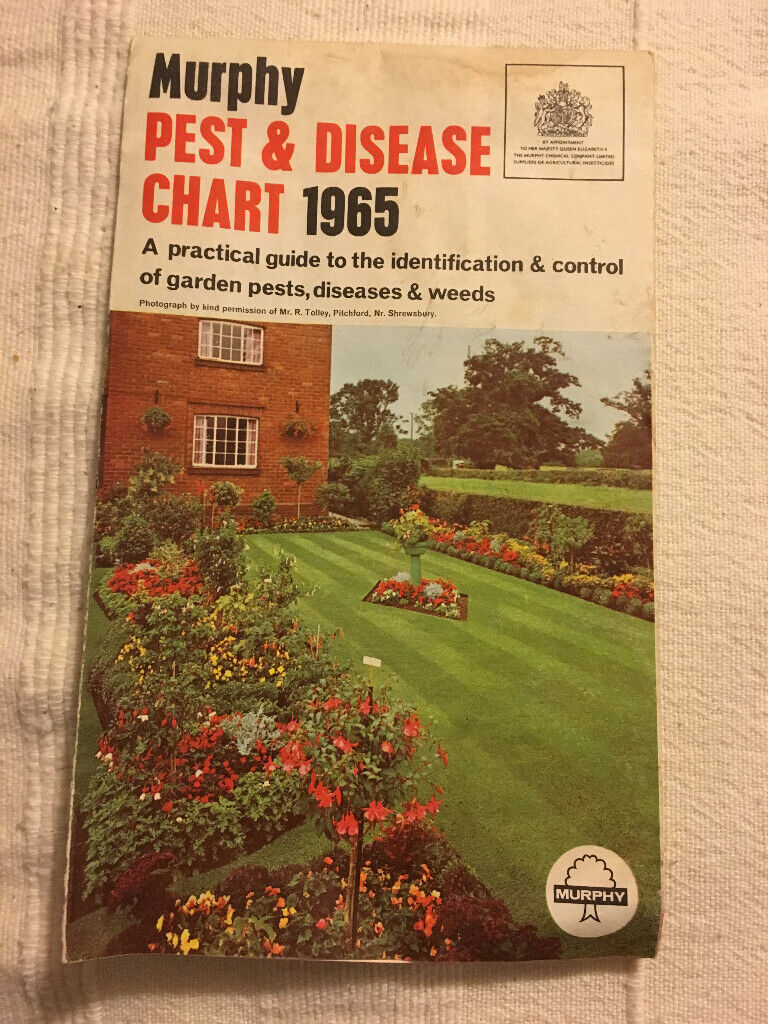 Murphy
PEST & DISEASE
CHART 1965
BY APPOINTMENT
TO HER MAJESTY QUEEN ELIZABETH II
THE MURPHY CHEMICAL COMPANY LIMITED
SUPPLIERS OF AGRICULTURAL INSECTICIDES
A practical guide to the identification & control
of garden pests, diseases & weeds
Photograph by kind permission of Mr. R. Tolley, Pitchford, Nr. Shrewsbury.
MURPHY